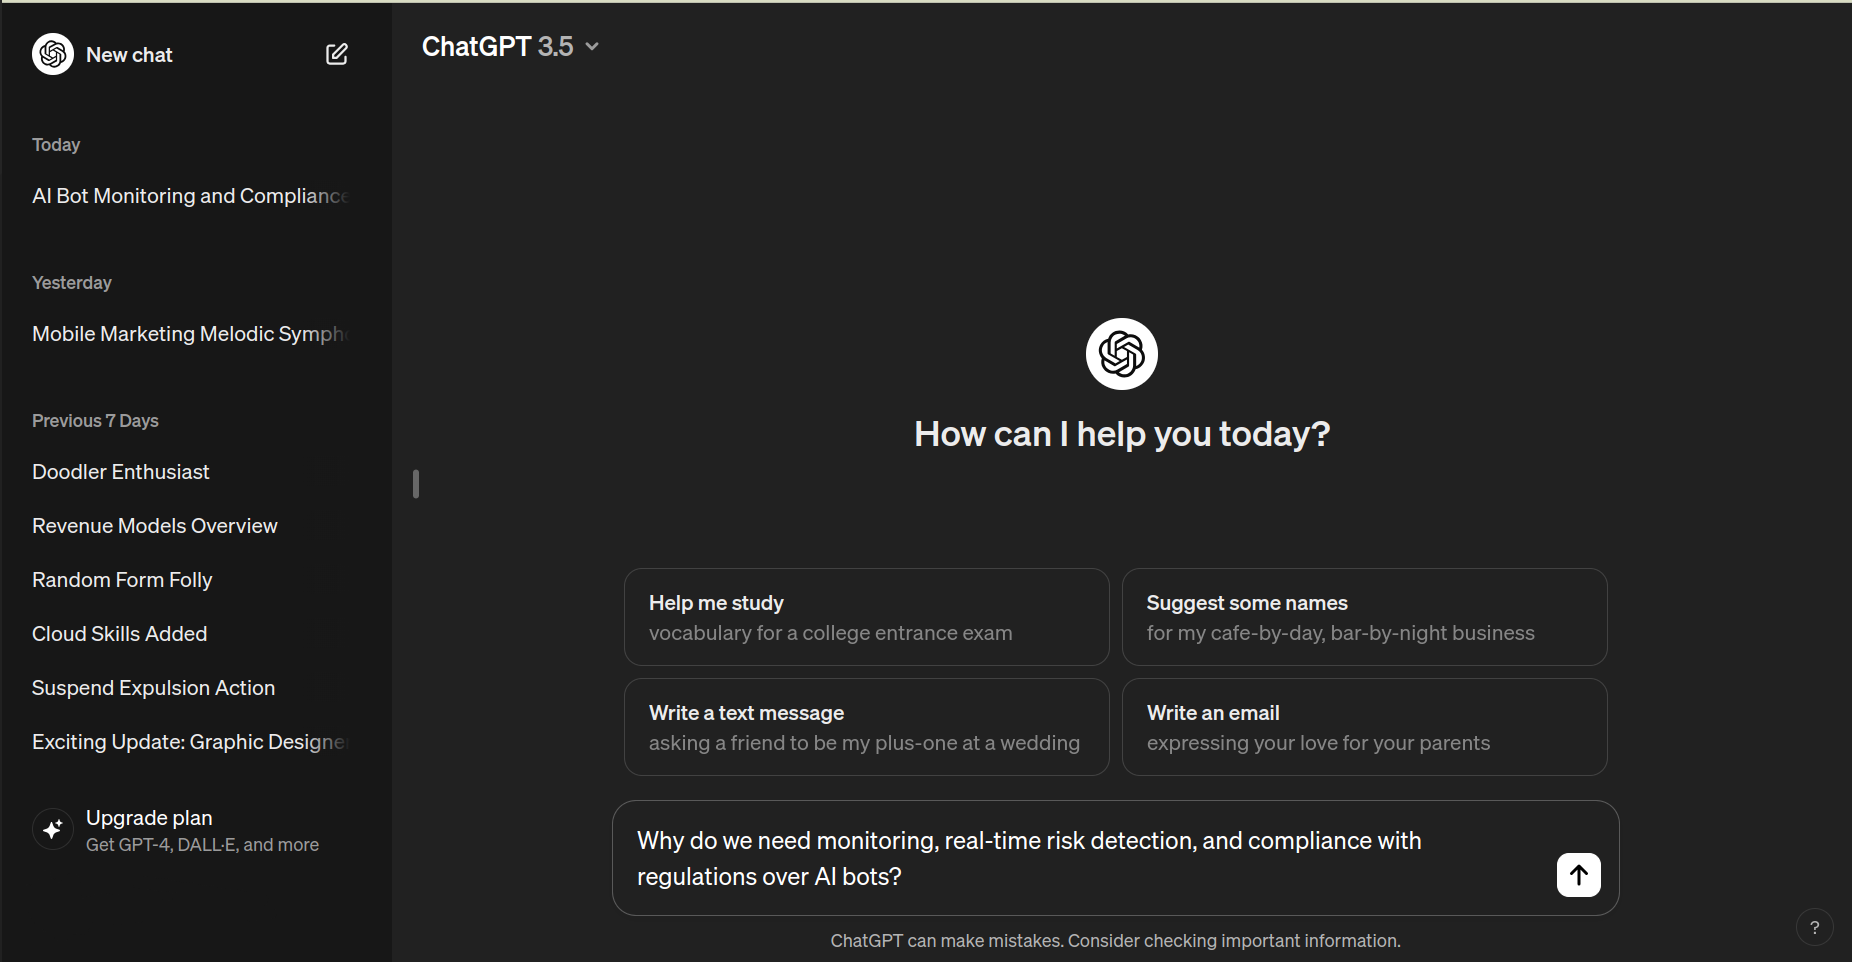 New chat
Today
AI Bot Monitoring and Compliance
Yesterday
Mobile Marketing Melodic Sympho
Previous 7 Days
Doodler Enthusiast
Revenue Models Overview
Random Form Folly
Cloud Skills Added
Suspend Expulsion Action
Exciting Update: Graphic Designer
Upgrade plan
Get GPT-4, DALL·E, and more
ChatGPT 3.5
How can I help you today?
Help me study
vocabulary for a college entrance exam
Suggest some names
for my cafe-by-day, bar-by-night business
Write a text message
asking a friend to be my plus-one at a wedding
Write an email
expressing your love for your parents
Why do we need monitoring, real-time risk detection, and compliance with
regulations over AI bots?
ChatGPT can make mistakes. Consider checking important information.
?